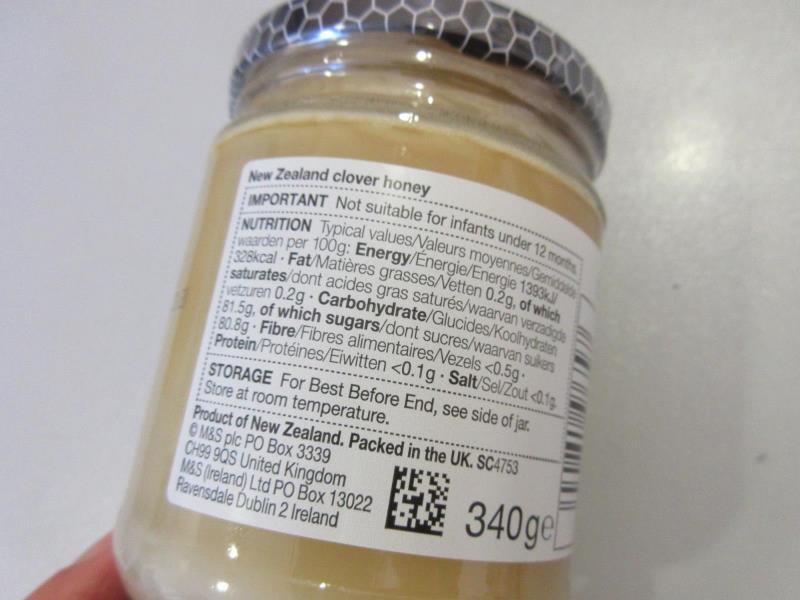 New Zealand clover honey
IMPORTANT Not suitable for infants under 12 months
NUTRITION Typical values/Valeurs moyennes/Gemiddelde
waarden per 100g: Energy/Énergie/Energie 1393kJ/
328kcal · Fat/Matières grasses/Vetten 0.2g, of which
saturates/dont acides gras saturés/waarvan verzadigde
vetzuren 0.2g · Carbohydrate/Glucides/Koolhydraten
81.5g, of which sugars/dont sucres/waarvan suikers
80.8g · Fibre/Fibres alimentaires/Vezels <0.5g ·
Protein/Protéines/Eiwitten <0.1g · Salt/Sel/Zout <0.1g.
STORAGE For Best Before End, see side of jar.
Store at room temperature.
Product of New Zealand. Packed in the UK. SC4753
© M&S plc PO Box 3339
CH99 9QS United Kingdom
M&S (Ireland) Ltd PO Box 13022
Ravensdale Dublin 2 Ireland
340g℮